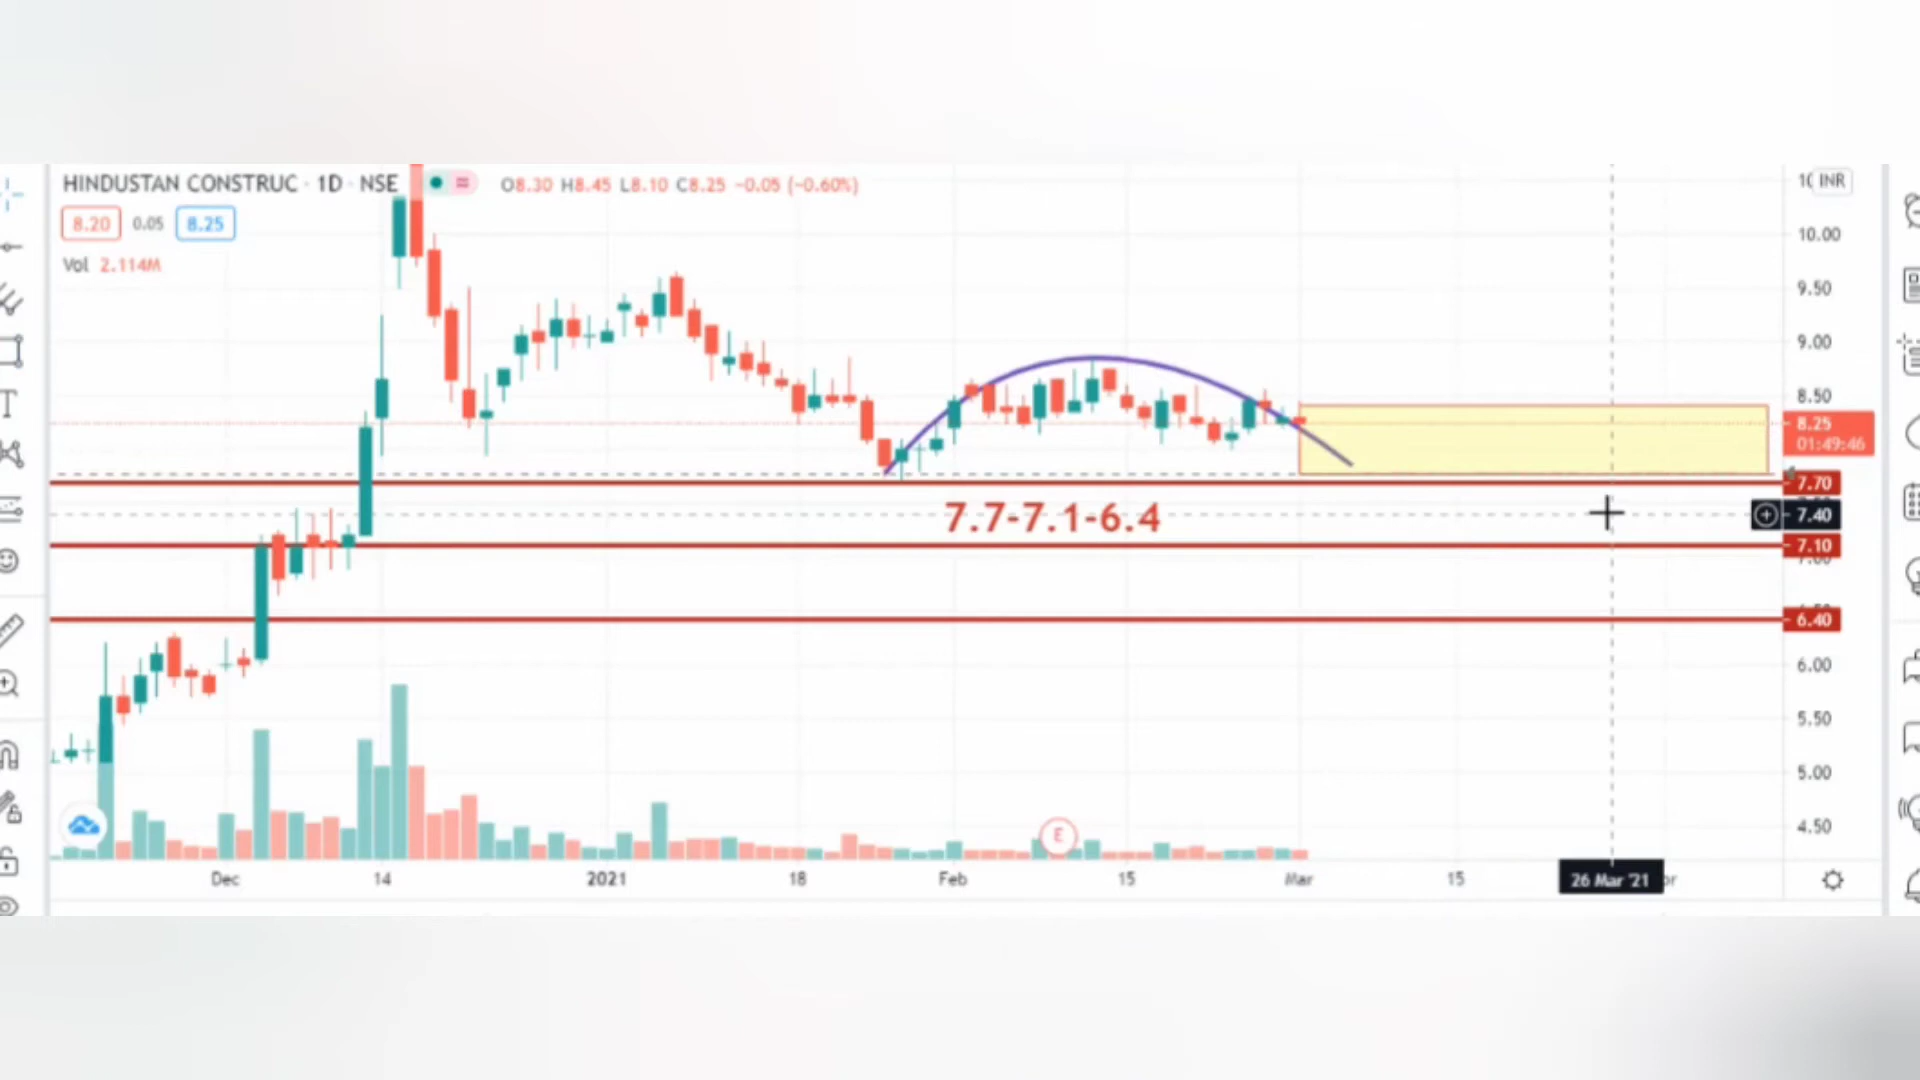 HINDUSTAN CONSTRUC · 1D · NSE O8.30 H8.45 L8.10 C8.25 −0.05 (−0.60%)
INR
8.20 0.05 8.25
Vol 2.114M
10.00
9.50
9.00
8.50
8.25
01:49:46
7.70
7.7-7.1-6.4
7.40
7.10
6.40
6.00
5.50
5.00
4.50
E
Dec 14 2021 18 Feb 15 Mar 15 26 Mar '21